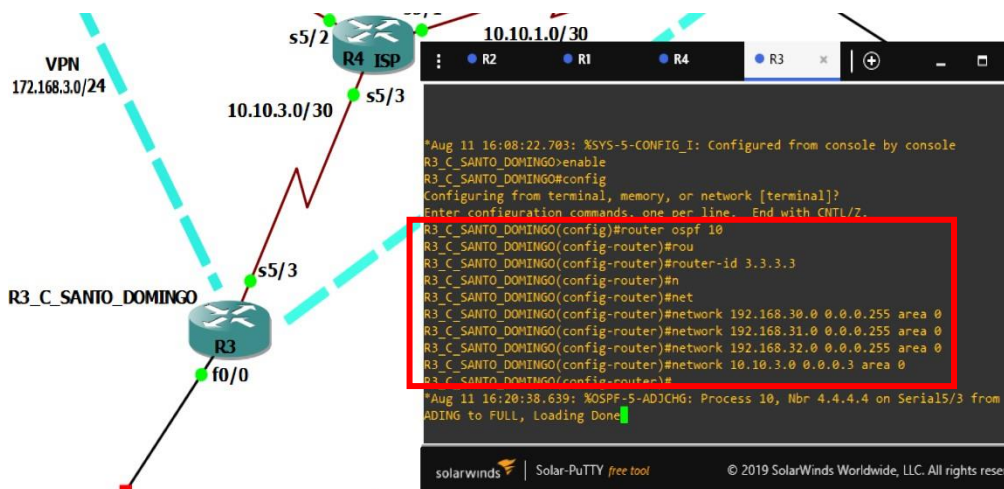 s5/2
R4 ISP
10.10.1.0/30
s5/3
VPN
172.168.3.0/24
10.10.3.0/30
s5/3
R3_C_SANTO_DOMINGO
R3
f0/0
R2 R1 R4 R3 ×
*Aug 11 16:08:22.703: %SYS-5-CONFIG_I: Configured from console by console
R3_C_SANTO_DOMINGO>enable
R3_C_SANTO_DOMINGO#config
Configuring from terminal, memory, or network [terminal]?
Enter configuration commands, one per line. End with CNTL/Z.
R3_C_SANTO_DOMINGO(config)#router ospf 10
R3_C_SANTO_DOMINGO(config-router)#rou
R3_C_SANTO_DOMINGO(config-router)#router-id 3.3.3.3
R3_C_SANTO_DOMINGO(config-router)#n
R3_C_SANTO_DOMINGO(config-router)#net
R3_C_SANTO_DOMINGO(config-router)#network 192.168.30.0 0.0.0.255 area 0
R3_C_SANTO_DOMINGO(config-router)#network 192.168.31.0 0.0.0.255 area 0
R3_C_SANTO_DOMINGO(config-router)#network 192.168.32.0 0.0.0.255 area 0
R3_C_SANTO_DOMINGO(config-router)#network 10.10.3.0 0.0.0.3 area 0
R3_C_SANTO_DOMINGO(config-router)#
*Aug 11 16:20:38.639: %OSPF-5-ADJCHG: Process 10, Nbr 4.4.4.4 on Serial5/3 from
ADING to FULL, Loading Done
solarwinds Solar-PuTTY free tool © 2019 SolarWinds Worldwide, LLC. All rights rese